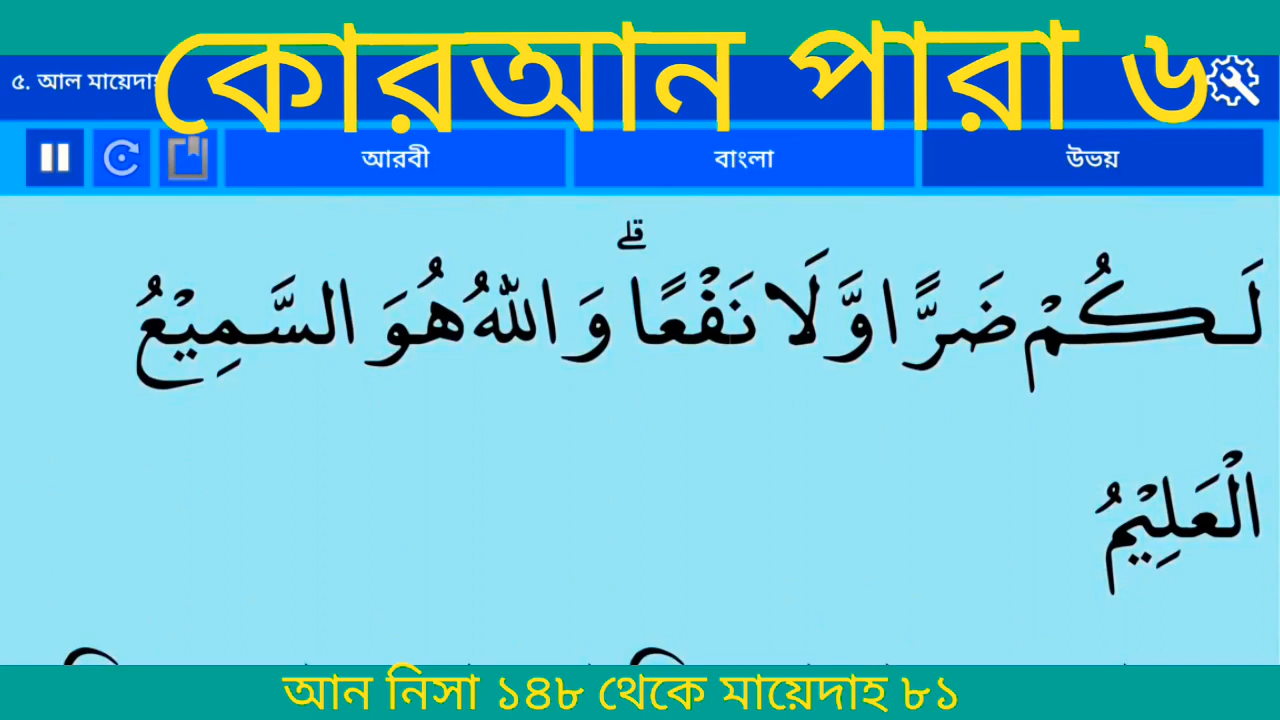 কোরআন পারা ৬
৫. আল মায়েদাহ
আরবী বাংলা উভয়
لَكُمْ ضَرًّا وَّلَا نَفْعًا ۗ وَاللّٰهُ هُوَ السَّمِيْعُ
الْعَلِيْمُ
আন নিসা ১৪৮ থেকে মায়েদাহ ৮১